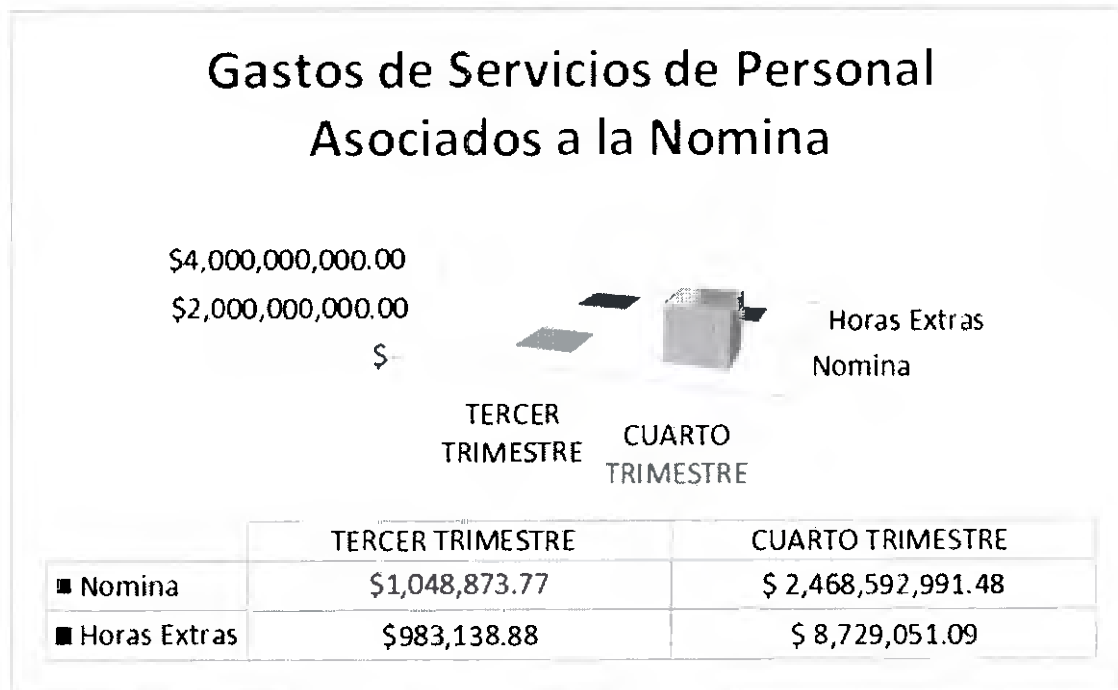 Gastos de Servicios de Personal
Asociados a la Nomina
$4,000,000,000.00
$2,000,000,000.00
$-
Horas Extras
Nomina
TERCER
TRIMESTRE
CUARTO
TRIMESTRE
TERCER TRIMESTRE CUARTO TRIMESTRE
Nomina $1,048,873.77 $ 2,468,592,991.48
Horas Extras $983,138.88 $ 8,729,051.09